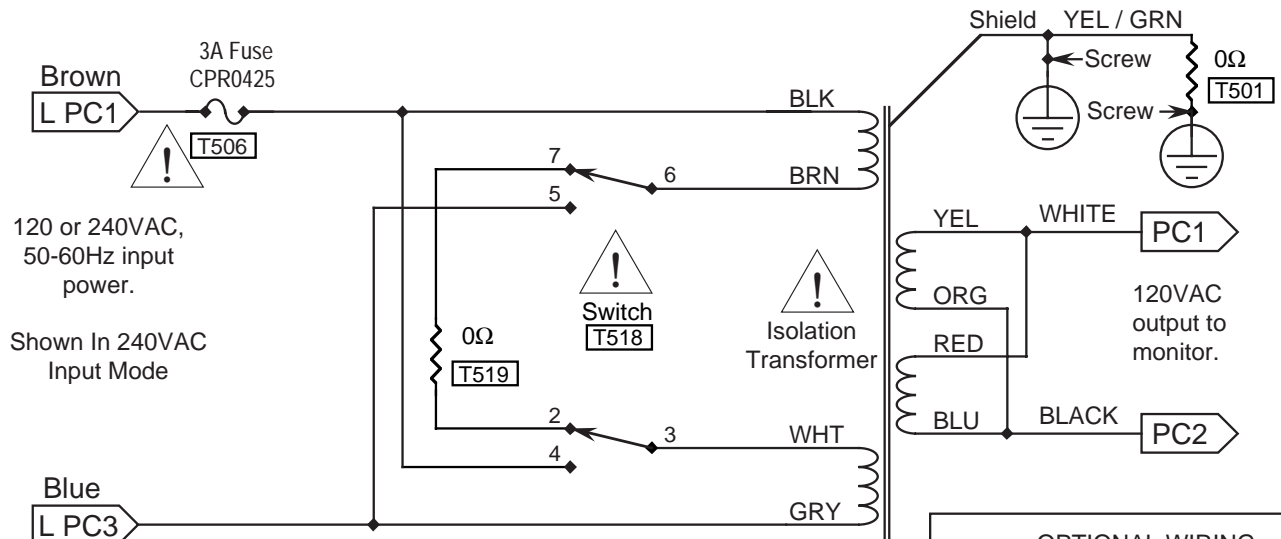 Shield YEL / GRN
3A Fuse
CPR0425
Screw
0Ω
T501
Brown
L PC1
T506
!
BLK
Screw
7
6
BRN
5
120 or 240VAC,
50-60Hz input
power.
YEL
WHITE
PC1
!
Switch
T518
!
Isolation
Transformer
ORG
120VAC
output to
monitor.
Shown In 240VAC
Input Mode
0Ω
T519
RED
2
3
WHT
BLU
BLACK
PC2
4
Blue
L PC3
GRY
OPTIONAL WIRING